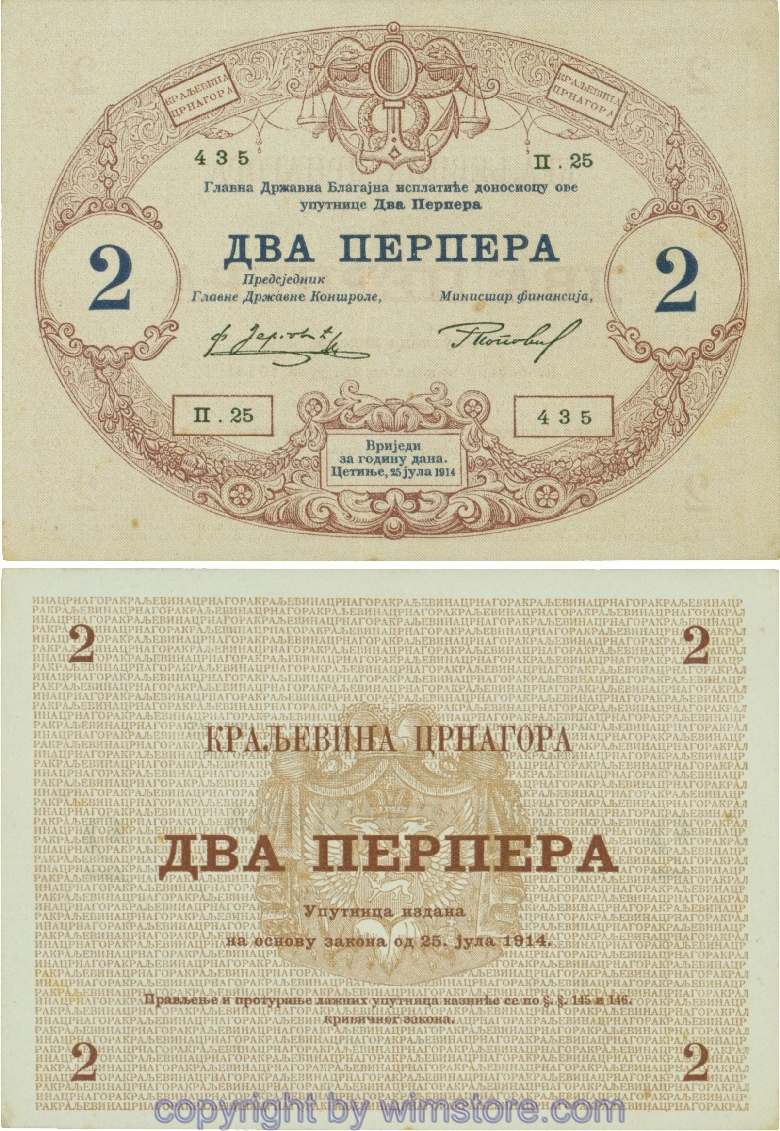 КРАЉЕВИНА
ЦРНАГОРА
КРАЉЕВИНА
ЦРНАГОРА
435
П.25
Главна Државна Благајна исплатиће доносиоцу ове
упутнице Два Перпера
ДВА ПЕРПЕРА
2
2
Предсједник
Главне Државне Контроле,
Министар финансија,
П.25
435
Вриједи
за годину дана.
Цетиње, 25 јула 1914
2
2
КРАЉЕВИНА ЦРНАГОРА
ДВА ПЕРПЕРА
Упутница издана
на основу закона од 25. јула 1914.
Прављење и протурање лажних упутница казниће се по §. §. 145 и 146.
кривичног закона.
2
2
copyright by wimstore.com